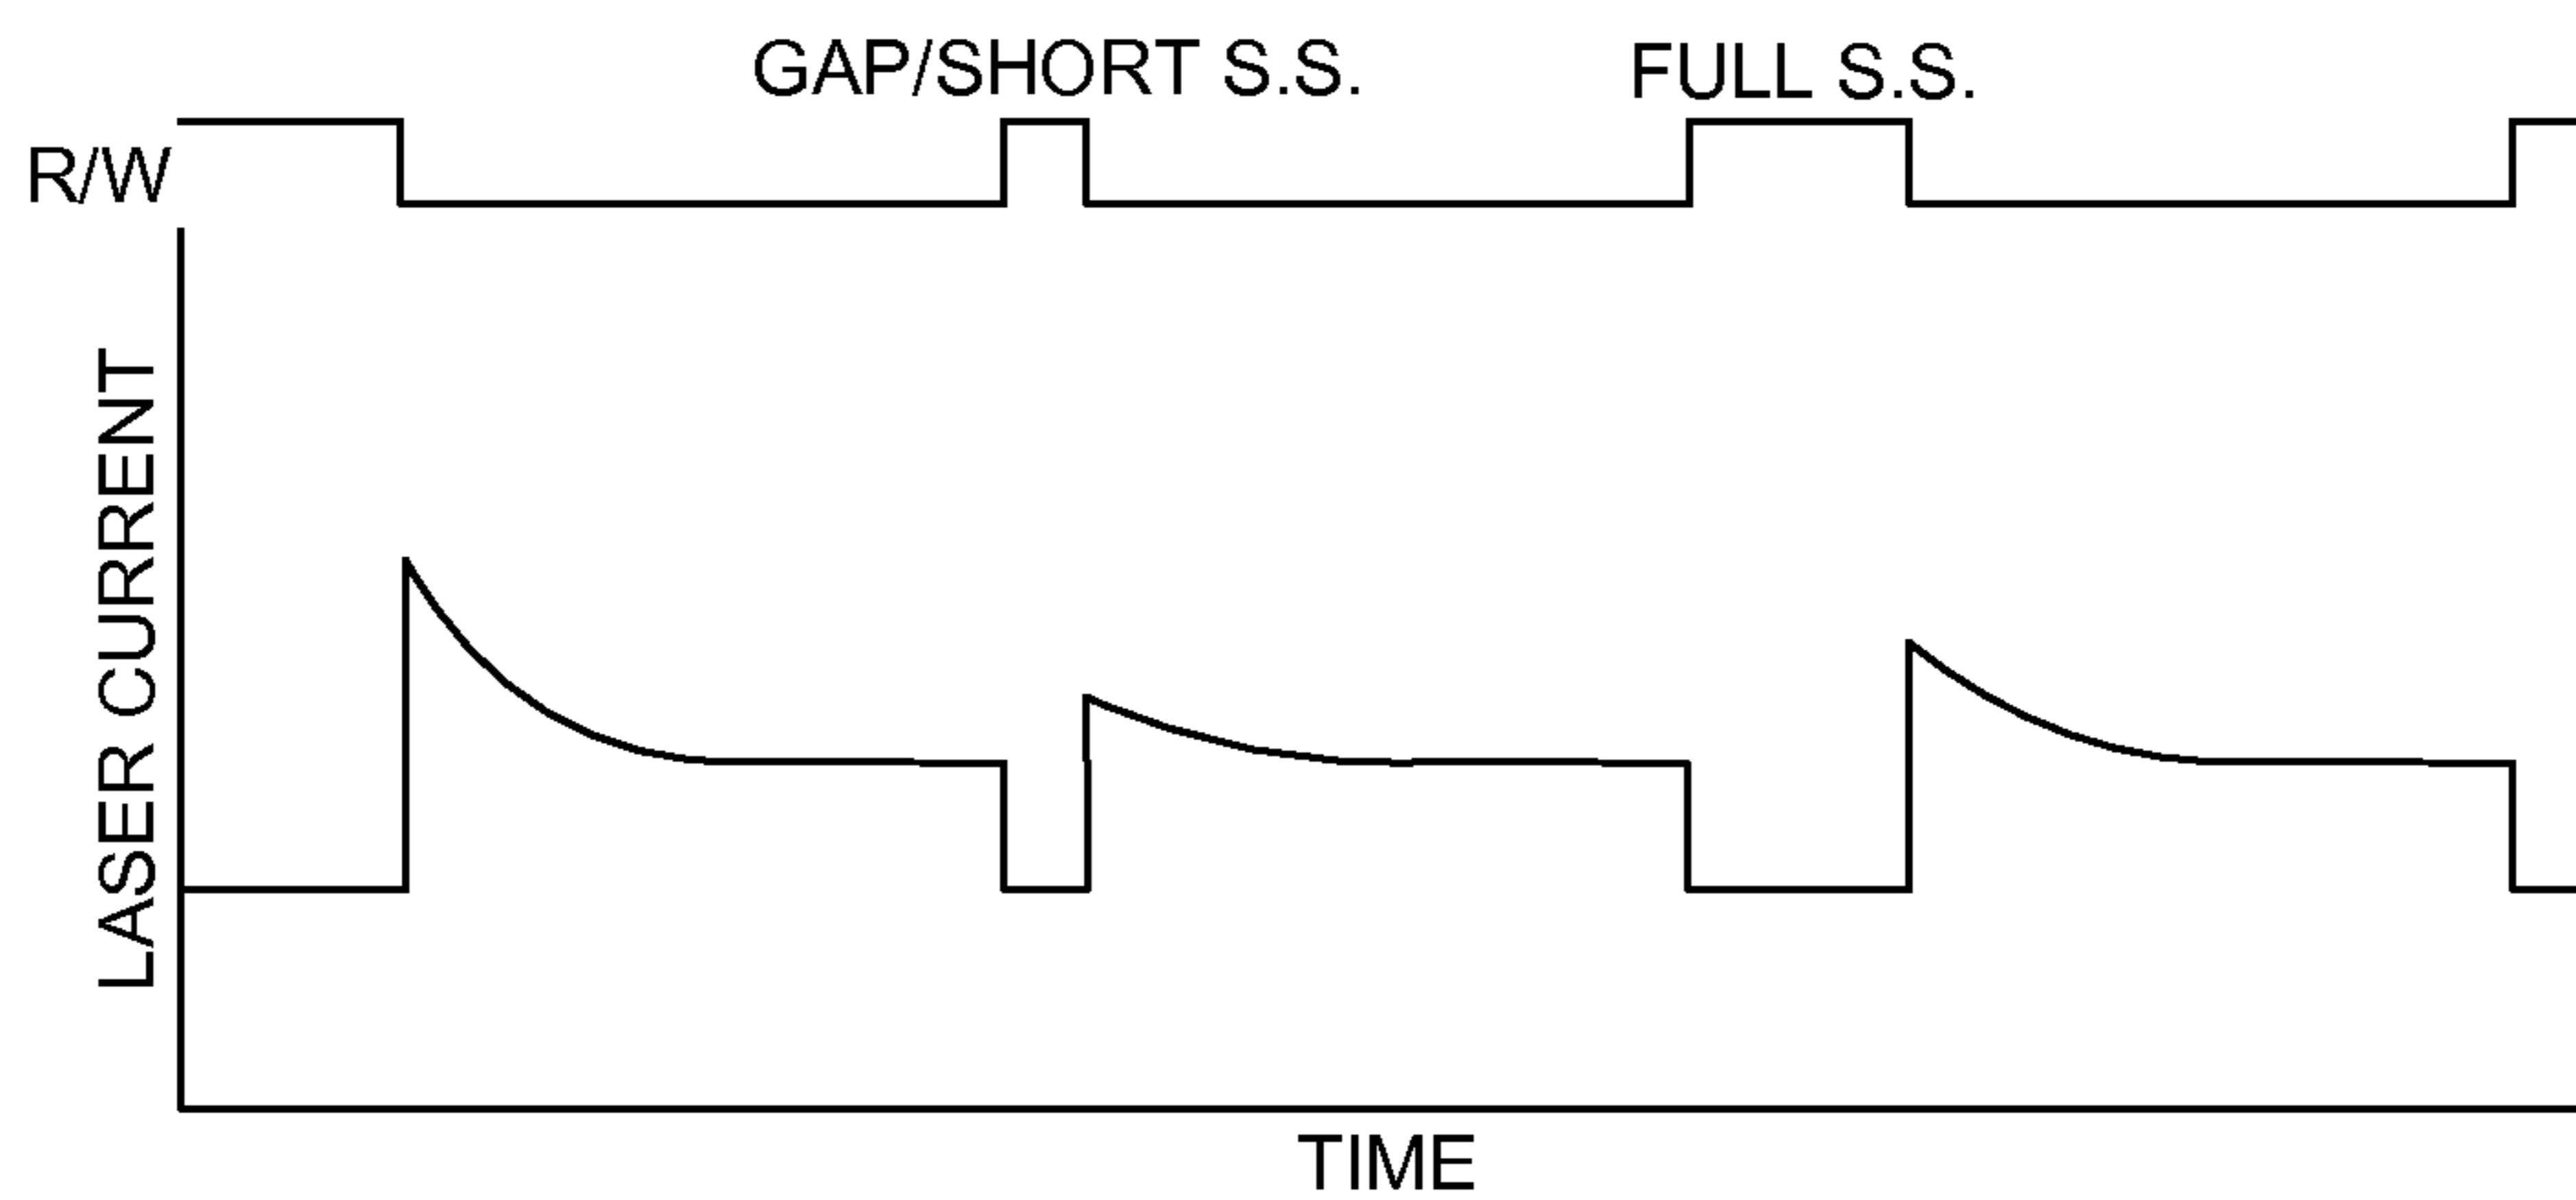 GAP/SHORT S.S.
FULL S.S.
R/W
LASER CURRENT
TIME